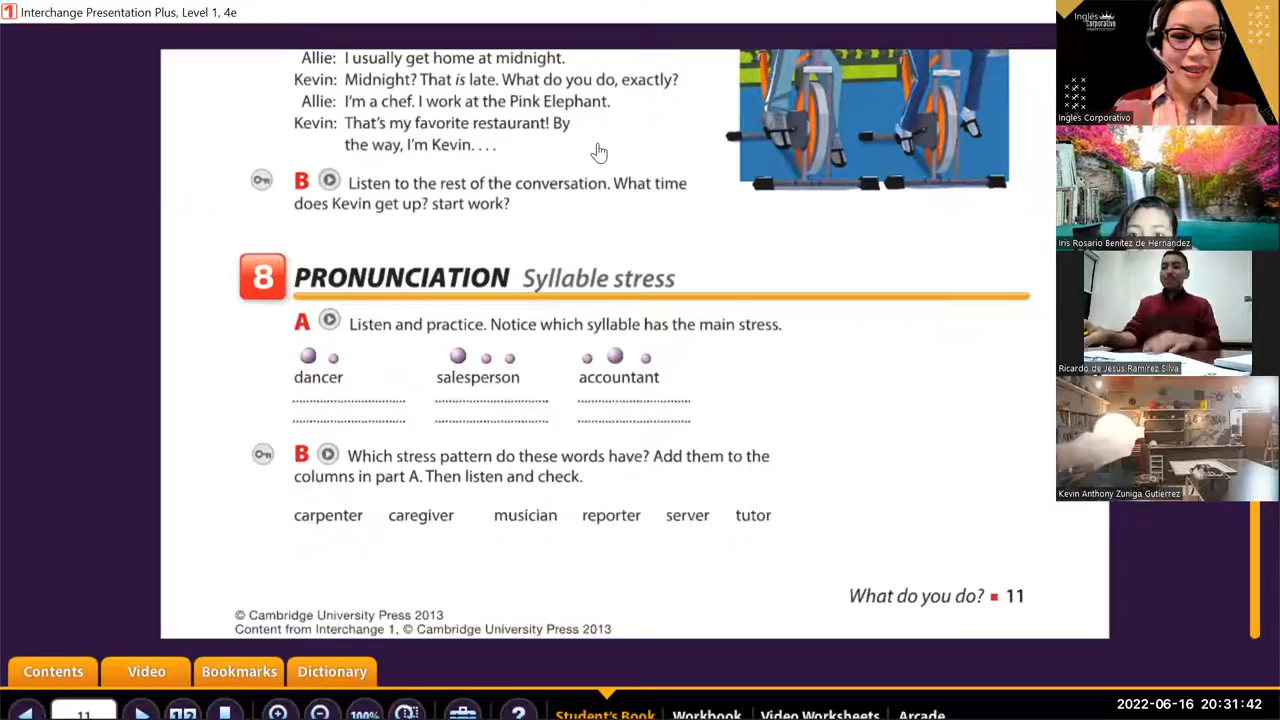 Interchange Presentation Plus, Level 1, 4e
Allie: I usually get home at midnight.
Kevin: Midnight? That is late. What do you do, exactly?
Allie: I'm a chef. I work at the Pink Elephant.
Kevin: That's my favorite restaurant! By
the way, I'm Kevin. . . .
B Listen to the rest of the conversation. What time
does Kevin get up? start work?
8 PRONUNCIATION Syllable stress
A Listen and practice. Notice which syllable has the main stress.
dancer salesperson accountant
B Which stress pattern do these words have? Add them to the
columns in part A. Then listen and check.
carpenter caregiver musician reporter server tutor
What do you do? ▪ 11
© Cambridge University Press 2013
Content from Interchange 1, © Cambridge University Press 2013
Contents Video Bookmarks Dictionary
11 100% ? Student's Book Workbook Video Worksheets Arcade
Inglés Corporativo
Inglés Corporativo
Iris Rosario Benítez de Hernández
Ricardo de Jesús Ramírez Silva
Kevin Anthony Zuniga Gutierrez
2022-06-16 20:31:42